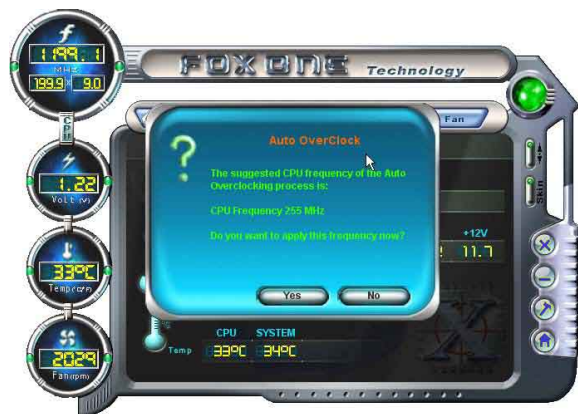 1199.1
MHz
199.9 × 9.0
CPU
1.22
Volt (V)
33°C
Temp(C/F)
2029
Fan(rpm)
FOX ONE Technology
Fan
Skin
Auto OverClock
The suggested CPU frequency of the Auto
Overclocking process is:
CPU Frequency 255 MHz
Do you want to apply this frequency now?
Yes No
+12V
11.7
CPU SYSTEM
Temp 33°C 34°C